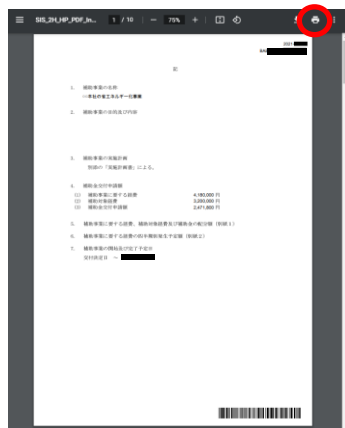 SIS_2H_HP_PDF_In...
1 / 10
75%
2021
記
1. 補助事業の名称
一本社の省エネルギー化事業
2. 補助事業の目的及び内容
3. 補助事業の実施計画
別添の「実施計画書」による。
4. 補助金交付申請額
(1) 補助事業に要する経費 4,180,000 円
(2) 補助対象経費
(3) 補助金交付申請額 2,471,800 円
5. 補助事業に要する経費、補助対象経費及び補助金の配分額(別紙1)
6. 補助事業に要する経費の四半期別発生予定額(別紙2)
7. 補助事業の開始及び完了予定日
交付決定日 ~